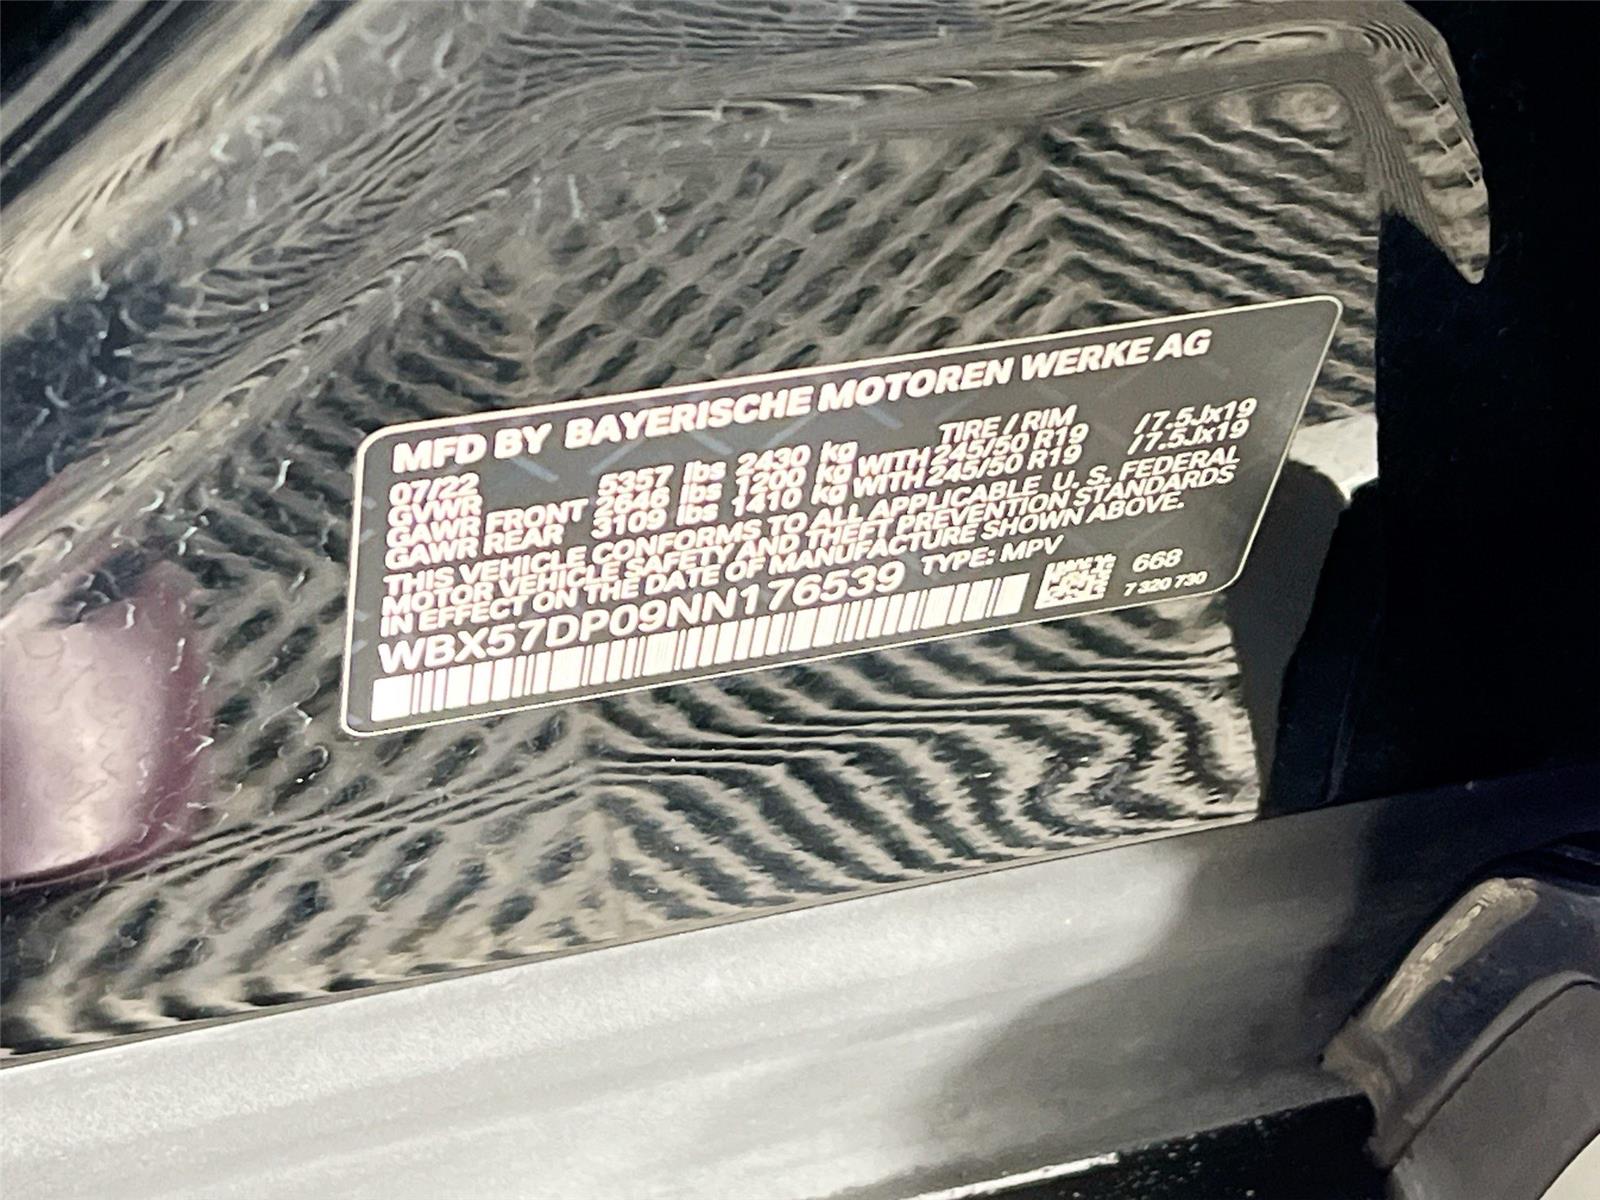 MFD BY BAYERISCHE MOTOREN WERKE AG
07/22 TIRE / RIM
GVWR 5357 lbs 2430 kg
GAWR FRONT 2646 lbs 1200 kg WITH 245/50 R19 /7.5Jx19
GAWR REAR 3109 lbs 1410 kg WITH 245/50 R19 /7.5Jx19
THIS VEHICLE CONFORMS TO ALL APPLICABLE U. S. FEDERAL
MOTOR VEHICLE SAFETY AND THEFT PREVENTION STANDARDS
IN EFFECT ON THE DATE OF MANUFACTURE SHOWN ABOVE.
WBX57DP09NN176539 TYPE: MPV
668
7 320 730